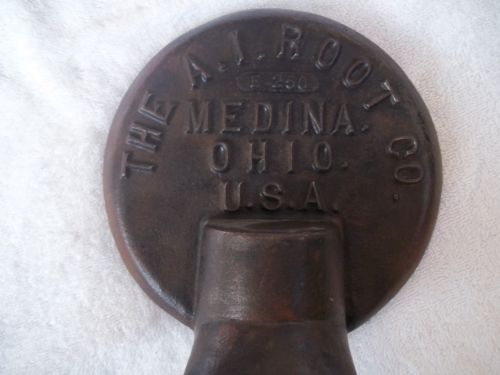 THE A.I. ROOT CO.
E 250
MEDINA.
OHIO.
U.S.A.